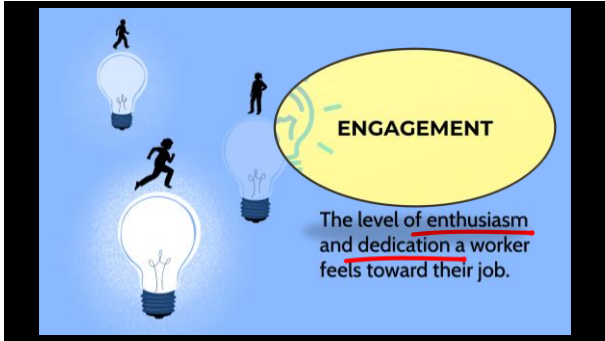 ENGAGEMENT
The level of enthusiasm
and dedication a worker
feels toward their job.